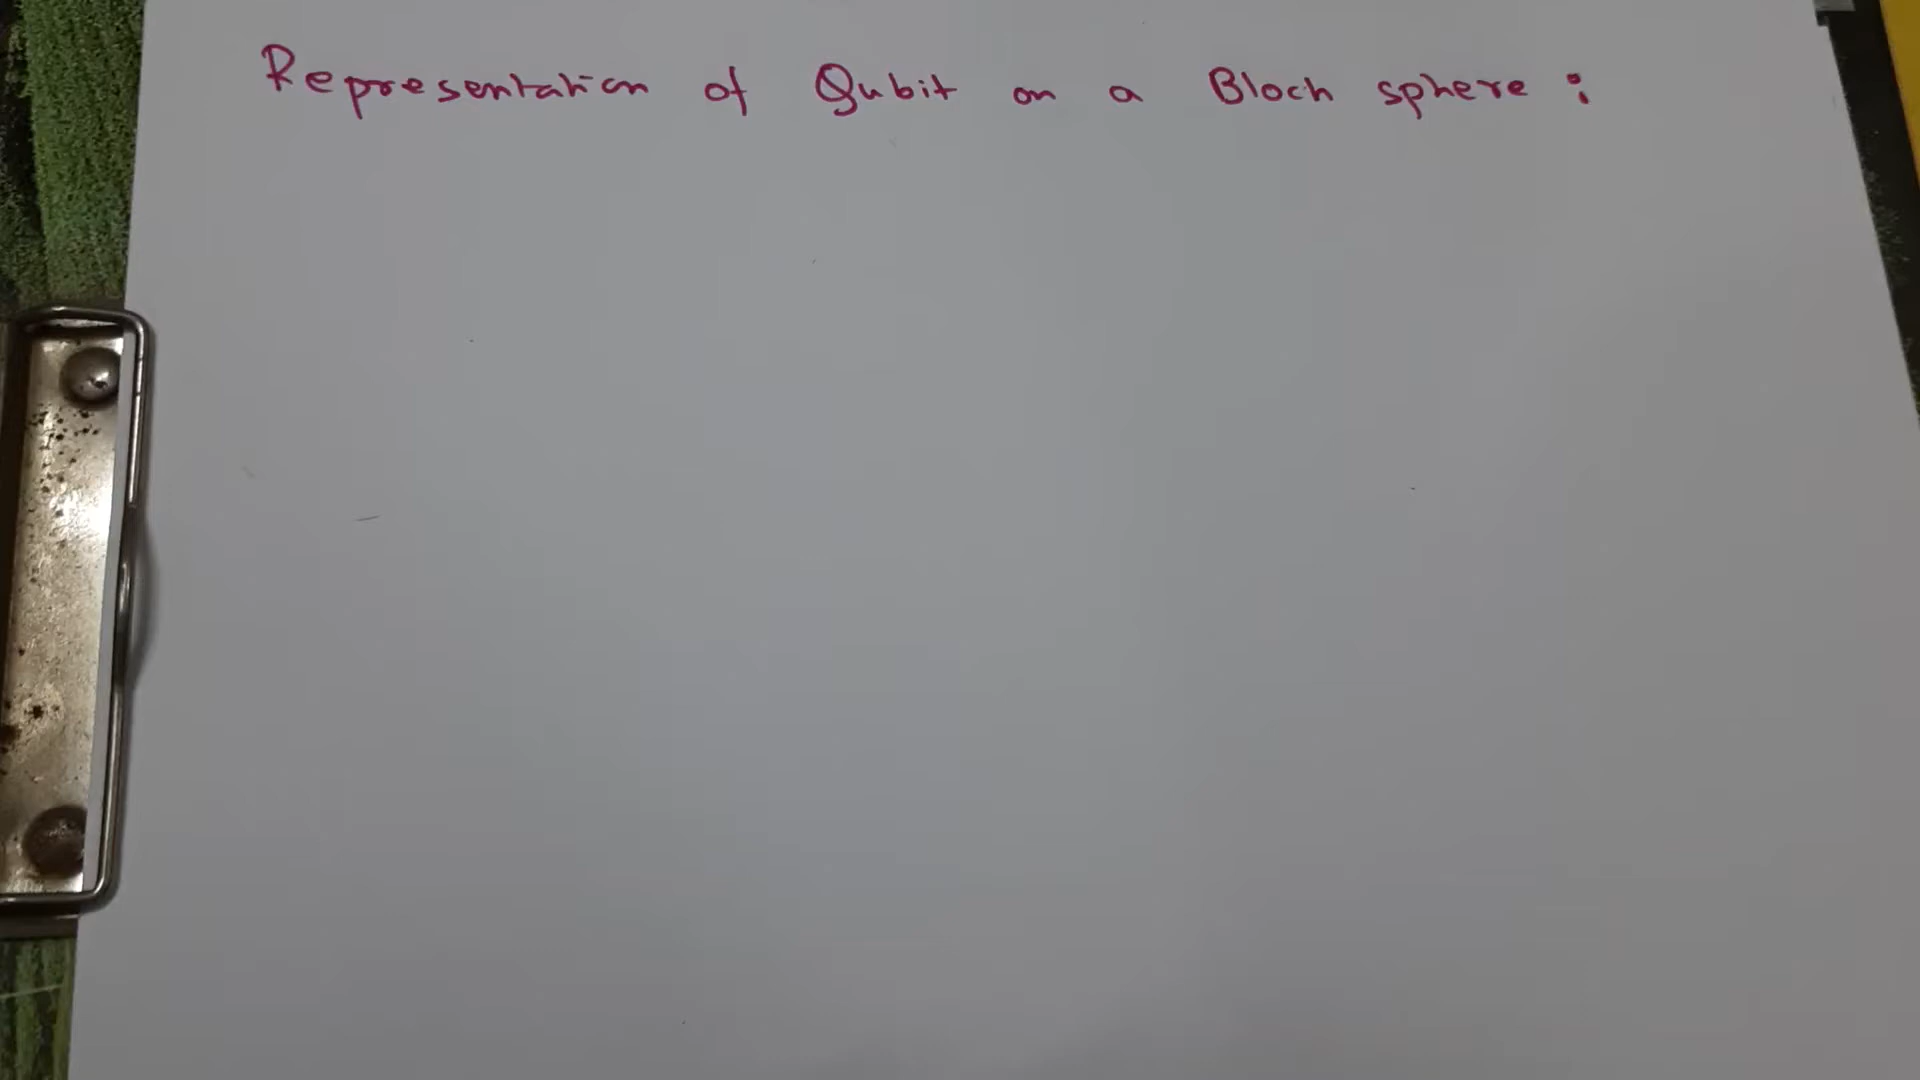 Representation of Qubit on a Bloch sphere :